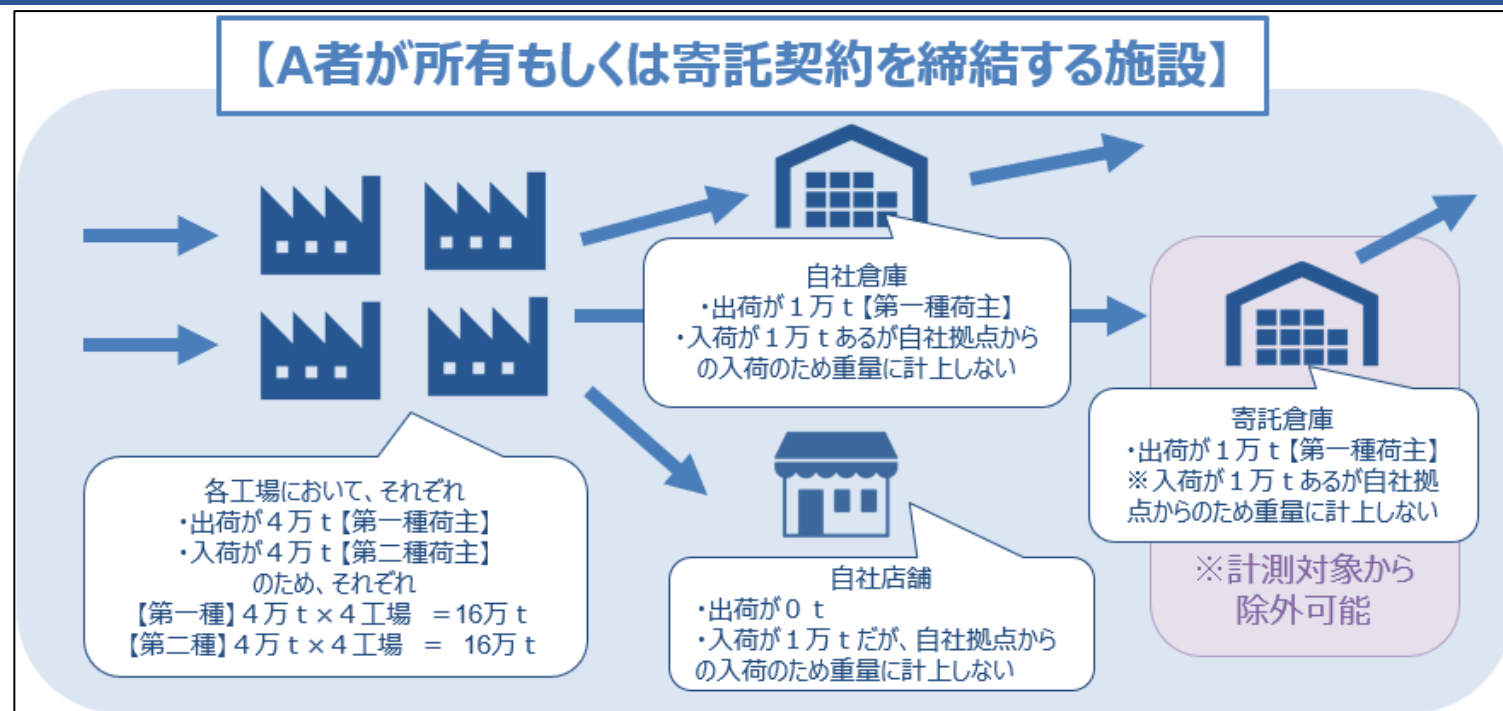 【A者が所有もしくは寄託契約を締結する施設】
自社倉庫
・出荷が１万ｔ【第一種荷主】
・入荷が１万ｔあるが自社拠点から
の入荷のため重量に計上しない
寄託倉庫
・出荷が１万ｔ【第一種荷主】
※入荷が１万ｔあるが自社拠
点からのため重量に計上しない
※計測対象から
除外可能
各工場において、それぞれ
・出荷が４万ｔ【第一種荷主】
・入荷が４万ｔ【第二種荷主】
のため、それぞれ
【第一種】４万ｔ×４工場 ＝16万ｔ
【第二種】４万ｔ×４工場 ＝ 16万ｔ
自社店舗
・出荷が０ｔ
・入荷が１万ｔだが、自社拠点から
の入荷のため重量に計上しない